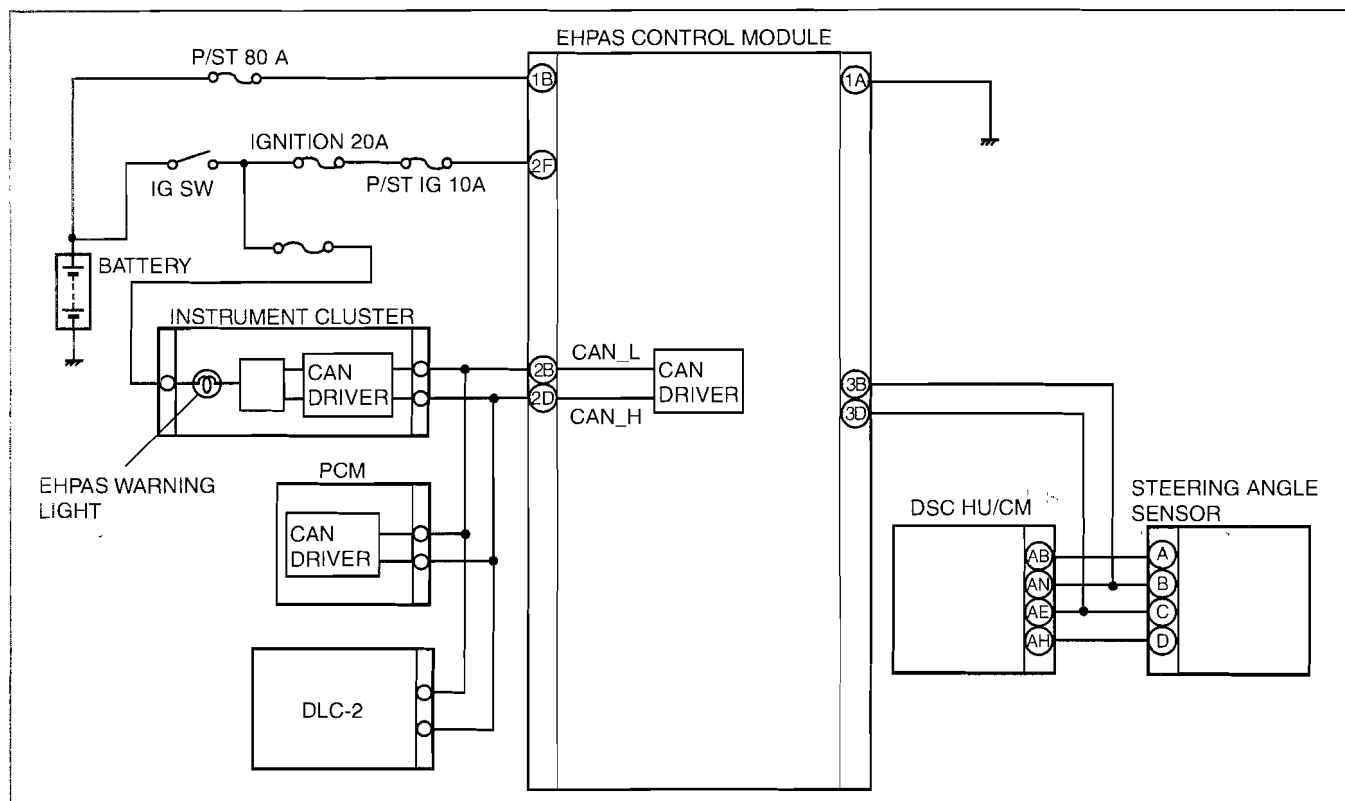 EHPAS CONTROL MODULE
P/ST 80 A
1B
1A
IGNITION 20A
2F
IG SW
P/ST IG 10A
BATTERY
INSTRUMENT CLUSTER
CAN
DRIVER
2B
2D
CAN_L
CAN_H
CAN
DRIVER
3B
3D
EHPAS WARNING
LIGHT
PCM
CAN
DRIVER
DSC HU/CM
STEERING ANGLE
SENSOR
AB
AN
AE
AH
A
B
C
D
DLC-2